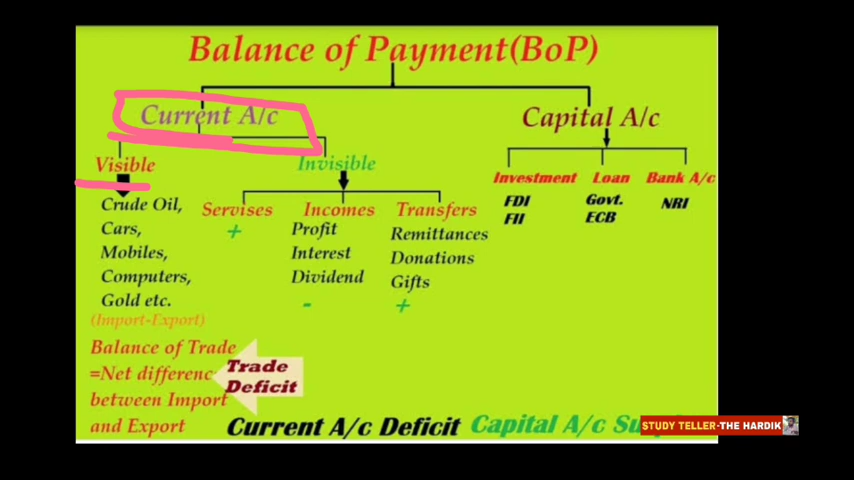 Balance of Payment(BoP)
Current A/c
Capital A/c
Visible
Invisible
Investment Loan Bank A/c
Crude Oil,
Cars,
Mobiles,
Computers,
Gold etc.
(Import-Export)
Servises
+
Incomes
Profit
Interest
Dividend
-
Transfers
Remittances
Donations
Gifts
+
FDI
FII
Govt.
ECB
NRI
Balance of Trade
=Net differenc
between Import
and Export
Trade
Deficit
Current A/c Deficit
Capital A/c
STUDY TELLER-THE HARDIK